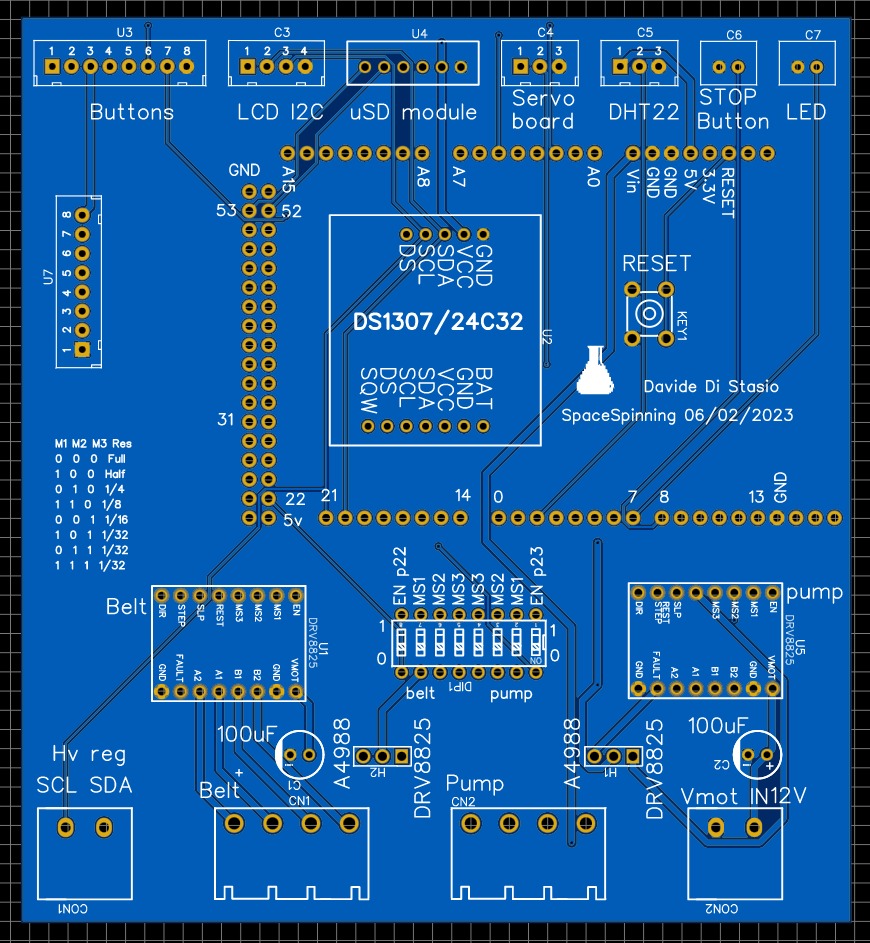 U3 C3 U4 C4 C5 C6 C7
1 2 3 4 5 6 7 8
1 2 3 4
1 2 3
1 2 3
Buttons
LCD I2C
uSD module
Servo
board
DHT22
STOP
Button
LED
GND
A15
A8
A7
A0
Vin
GND
GND
5V
3.3V
RESET
53
52
U7
8
7
6
5
4
3
2
1
DS
SCL
SDA
VCC
GND
DS1307/24C32
U2
SQW
DS
SCL
SDA
VCC
GND
BAT
RESET
KEY1
Davide Di Stasio
SpaceSpinning 06/02/2023
31
22
5v
21
14
0
7
8
13
GND
M1 M2 M3 Res
0 0 0 Full
1 0 0 Half
0 1 0 1/4
1 1 0 1/8
0 0 1 1/16
1 0 1 1/32
0 1 1 1/32
1 1 1 1/32
Belt
DIR
STEP
SLP
REST
MS3
MS2
MS1
EN
GND
FAULT
A2
A1
B1
B2
GND
VMOT
DRV8825
U1
EN p22
MS1
MS2
MS3
MS3
MS2
MS1
EN p23
1
0
1
0
NO
belt
DIP1
pump
pump
DIR
STEP
REST
SLP
MS3
MS2
MS1
EN
GND
FAULT
A2
A1
B1
B2
GND
VMOT
DRV8825
U5
100uF
C1
+
A4988
H2
DRV8825
A4988
H1
DRV8825
100uF
C2
+
Hv reg
SCL SDA
CON1
Belt
CN1
Pump
CN2
Vmot IN12V
CON2